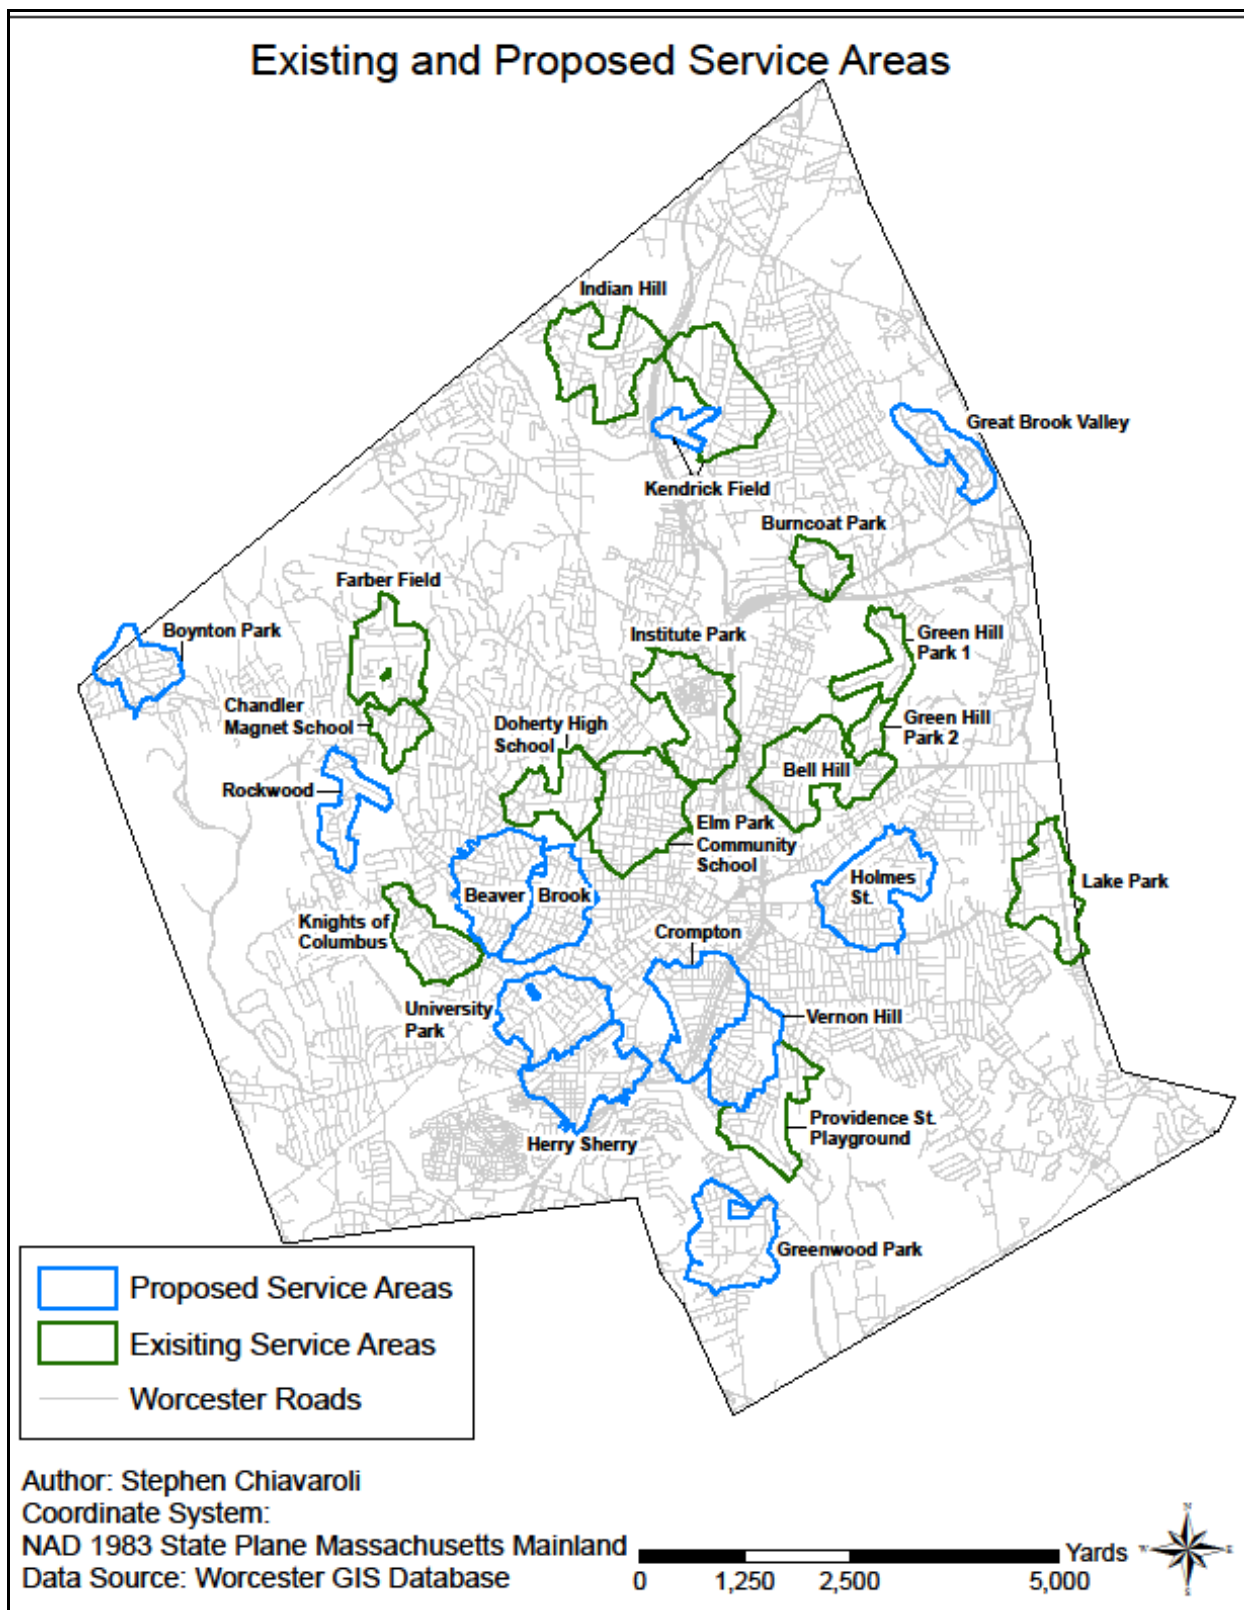 Existing and Proposed Service Areas
Indian Hill
Great Brook Valley
Kendrick Field
Burncoat Park
Farber Field
Boynton Park
Institute Park
Green Hill
Park 1
Chandler
Magnet School
Doherty High
School
Green Hill
Park 2
Bell Hill
Rockwood
Elm Park
Community
School
Holmes
St.
Lake Park
Beaver Brook
Knights of
Columbus
Crompton
University
Park
Vernon Hill
Providence St.
Playground
Herry Sherry
Greenwood Park
Proposed Service Areas
Exisiting Service Areas
Worcester Roads
Author: Stephen Chiavaroli
Coordinate System:
NAD 1983 State Plane Massachusetts Mainland
Data Source: Worcester GIS Database
Yards
0 1,250 2,500 5,000
N
W E
S